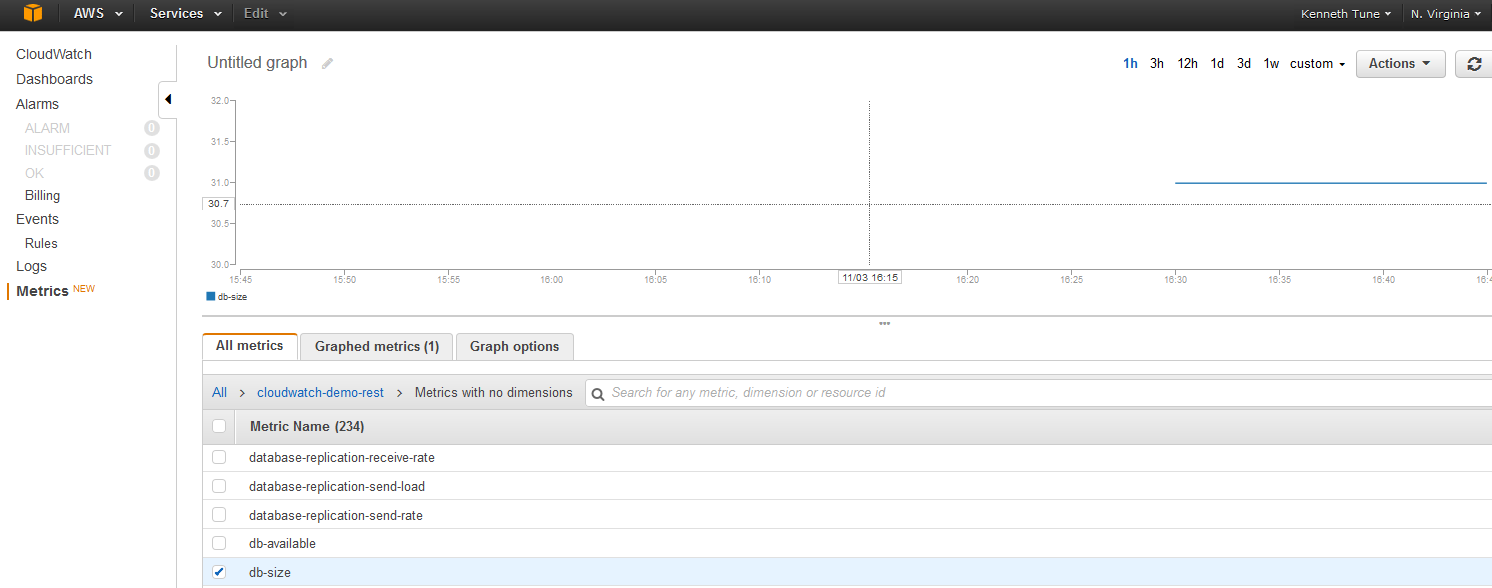 AWS Services Edit Kenneth Tune N. Virginia
CloudWatch
Dashboards
Alarms
ALARM 0
INSUFFICIENT 0
OK 0
Billing
Events
Rules
Logs
Metrics NEW
Untitled graph
1h 3h 12h 1d 3d 1w custom Actions
32.0
31.5
31.0
30.7
30.5
30.0
15:45 15:50 15:55 16:00 16:05 16:10 11/03 16:15 16:20 16:25 16:30 16:35 16:40
db-size
All metrics Graphed metrics (1) Graph options
All > cloudwatch-demo-rest > Metrics with no dimensions Search for any metric, dimension or resource id
Metric Name (234)
database-replication-receive-rate
database-replication-send-load
database-replication-send-rate
db-available
db-size